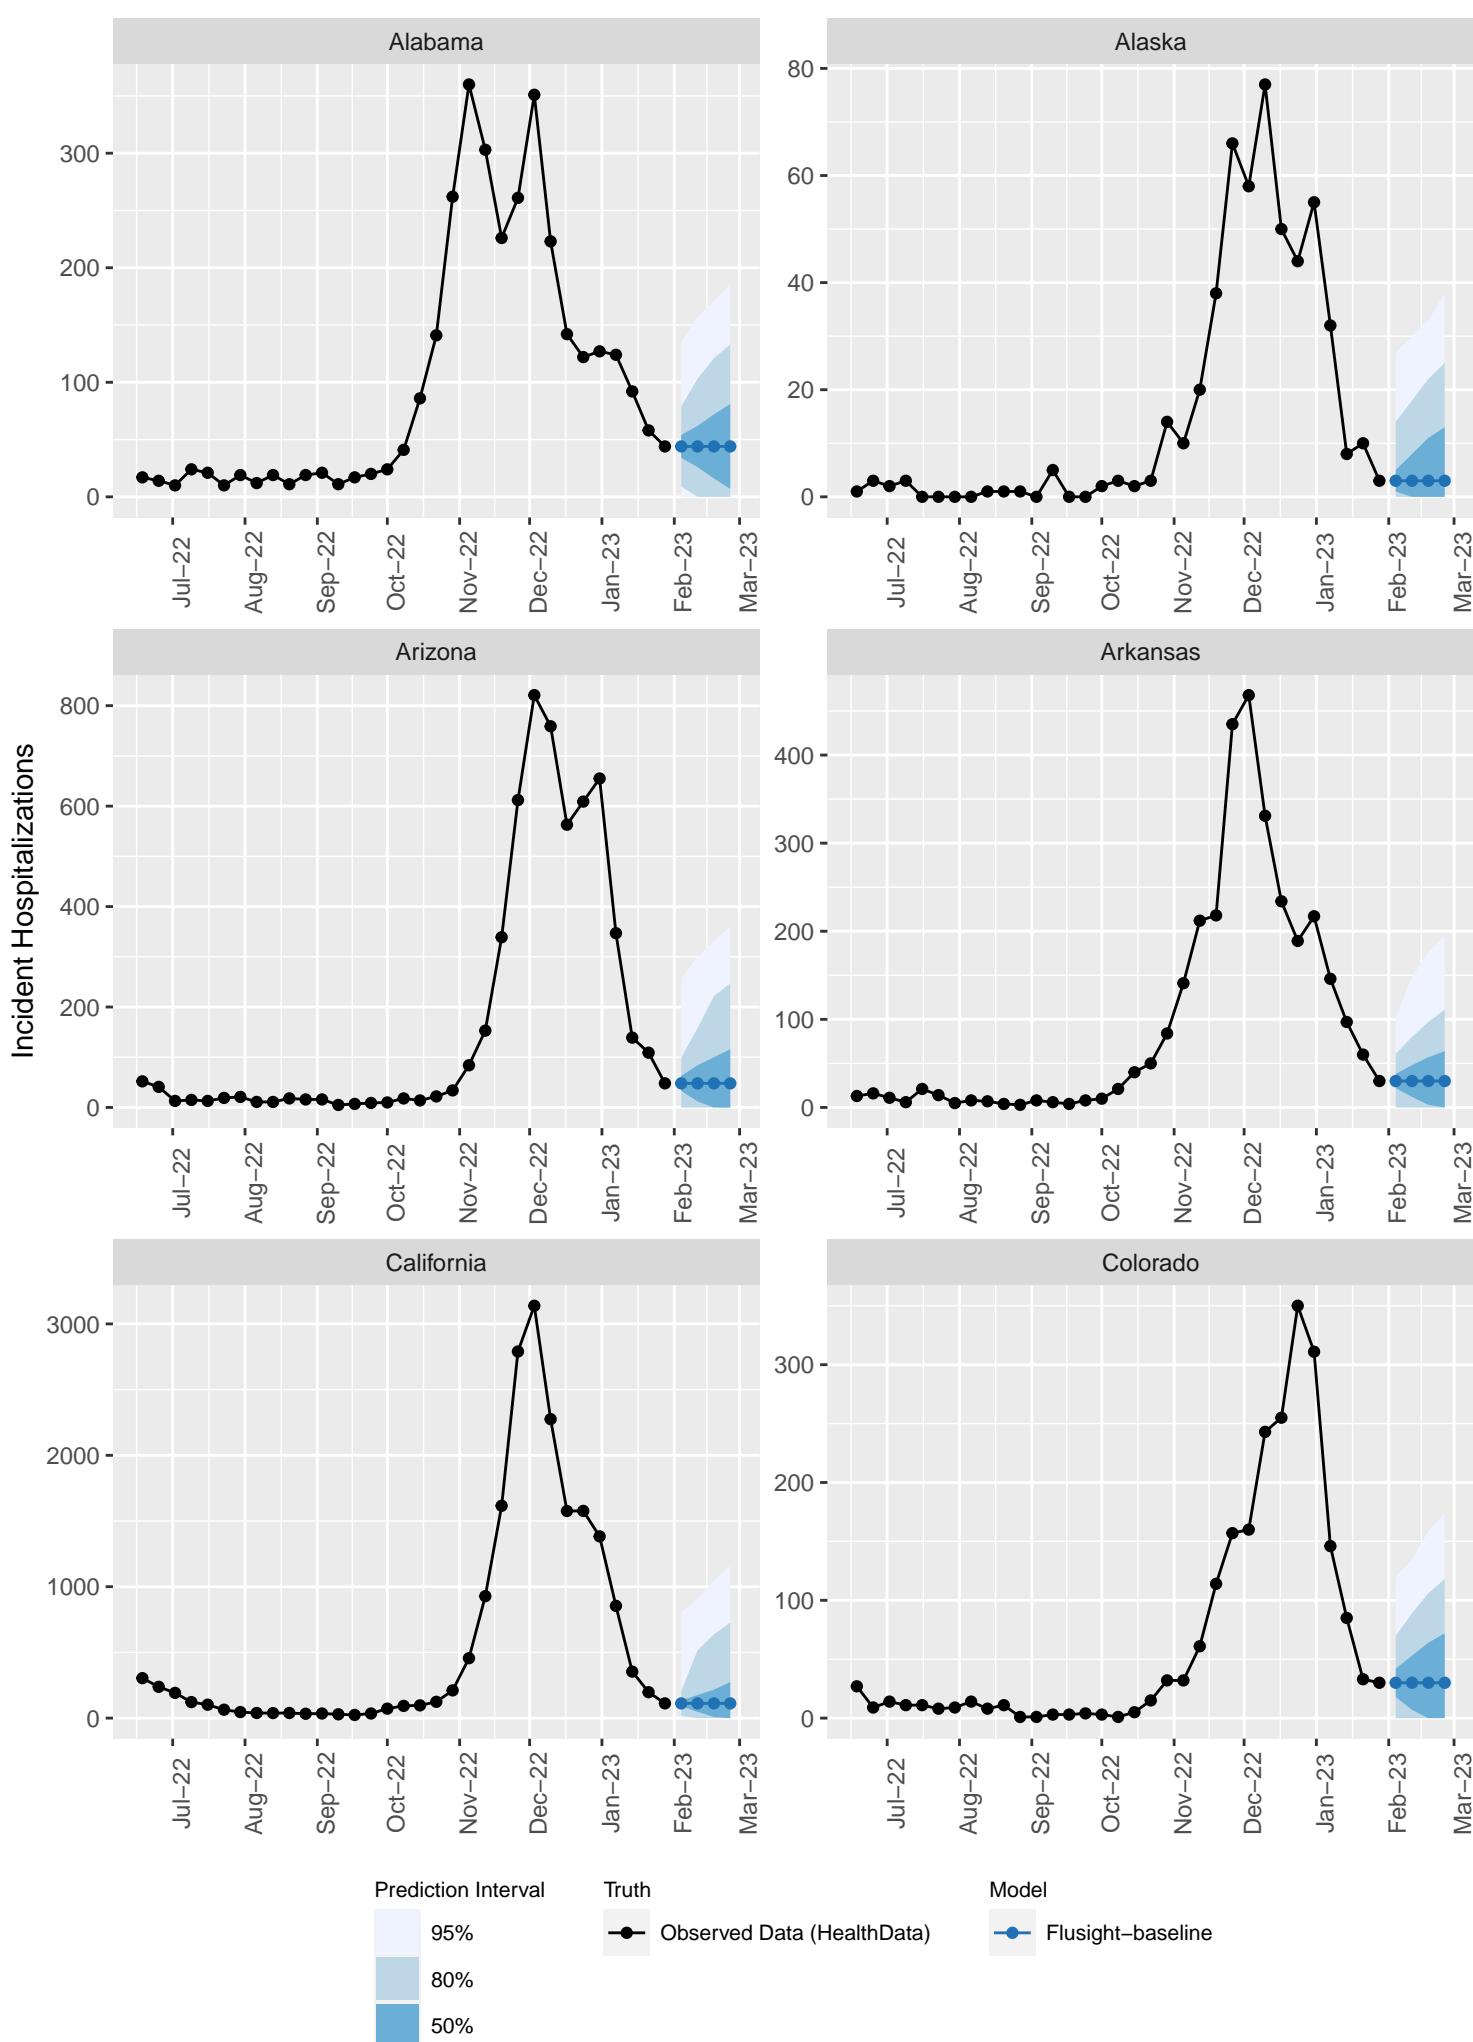 Alabama
Alaska
300
200
100
0
80
60
40
20
0
Jul−22
Aug−22
Sep−22
Oct−22
Nov−22
Dec−22
Jan−23
Feb−23
Mar−23
Jul−22
Aug−22
Sep−22
Oct−22
Nov−22
Dec−22
Jan−23
Feb−23
Mar−23
Incident Hospitalizations
Arizona
Arkansas
800
600
400
200
0
400
300
200
100
0
Jul−22
Aug−22
Sep−22
Oct−22
Nov−22
Dec−22
Jan−23
Feb−23
Mar−23
Jul−22
Aug−22
Sep−22
Oct−22
Nov−22
Dec−22
Jan−23
Feb−23
Mar−23
California
Colorado
3000
2000
1000
0
300
200
100
0
Jul−22
Aug−22
Sep−22
Oct−22
Nov−22
Dec−22
Jan−23
Feb−23
Mar−23
Jul−22
Aug−22
Sep−22
Oct−22
Nov−22
Dec−22
Jan−23
Feb−23
Mar−23
Prediction Interval
95%
80%
50%
Truth
Observed Data (HealthData)
Model
Flusight−baseline